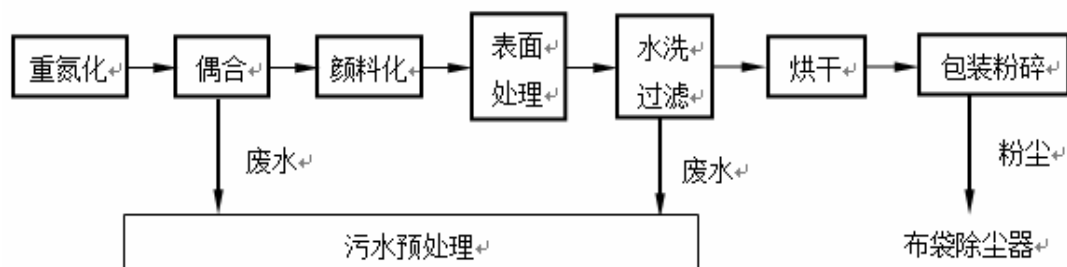 重氮化↵
偶合↵
颜料化↵
表面↵
处理↵
水洗↵
过滤↵
烘干↵
包装粉碎↵
废水↵
废水↵
粉尘↵
污水预处理↵
布袋除尘器↵